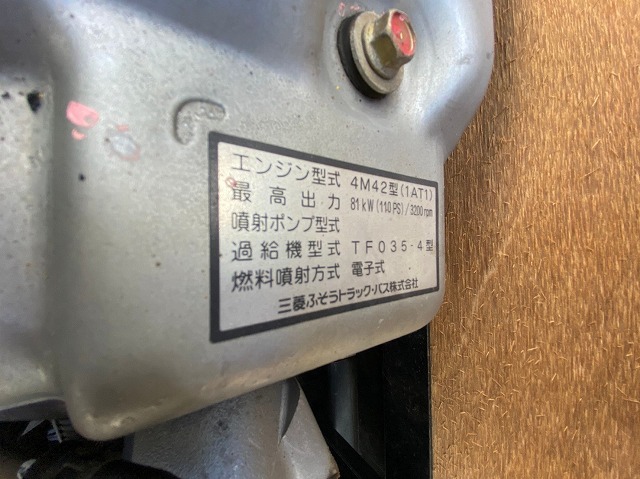 エンジン型式 4M42型(1AT1)
最高出力 81kW(110PS)/3200rpm
噴射ポンプ型式
過給機型式 TF035-4型
燃料噴射方式 電子式
三菱ふそうトラック・バス株式会社